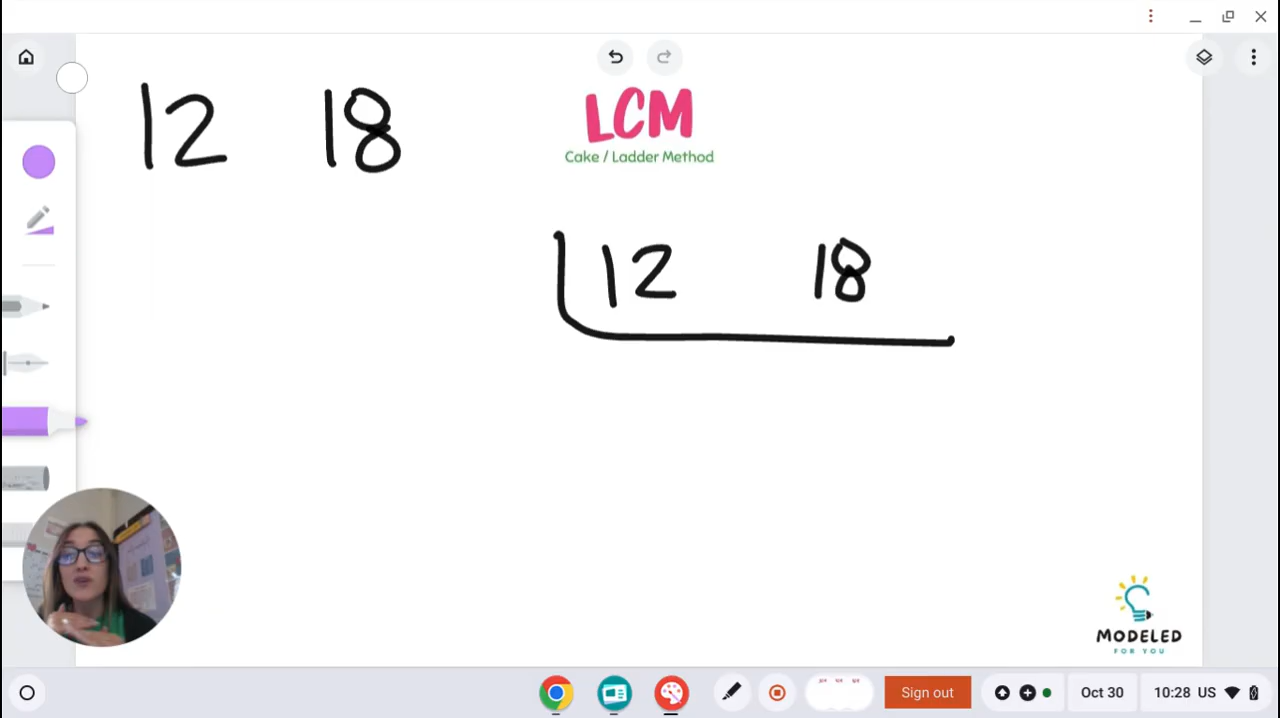 12 18
LCM
Cake / Ladder Method
12 18
MODELED
FOR YOU
Sign out
Oct 30
10:28 US